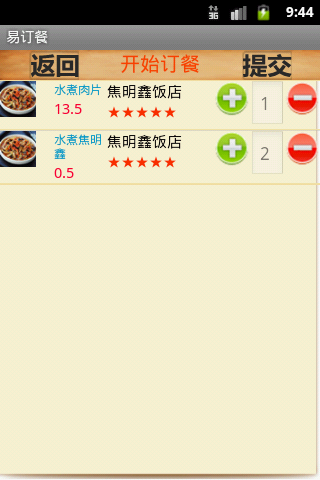 3G 9:44
易订餐
返回 开始订餐 提交
水煮肉片 焦明鑫饭店 1
13.5 ★★★★★
水煮焦明 焦明鑫饭店 2
鑫 ★★★★★
0.5